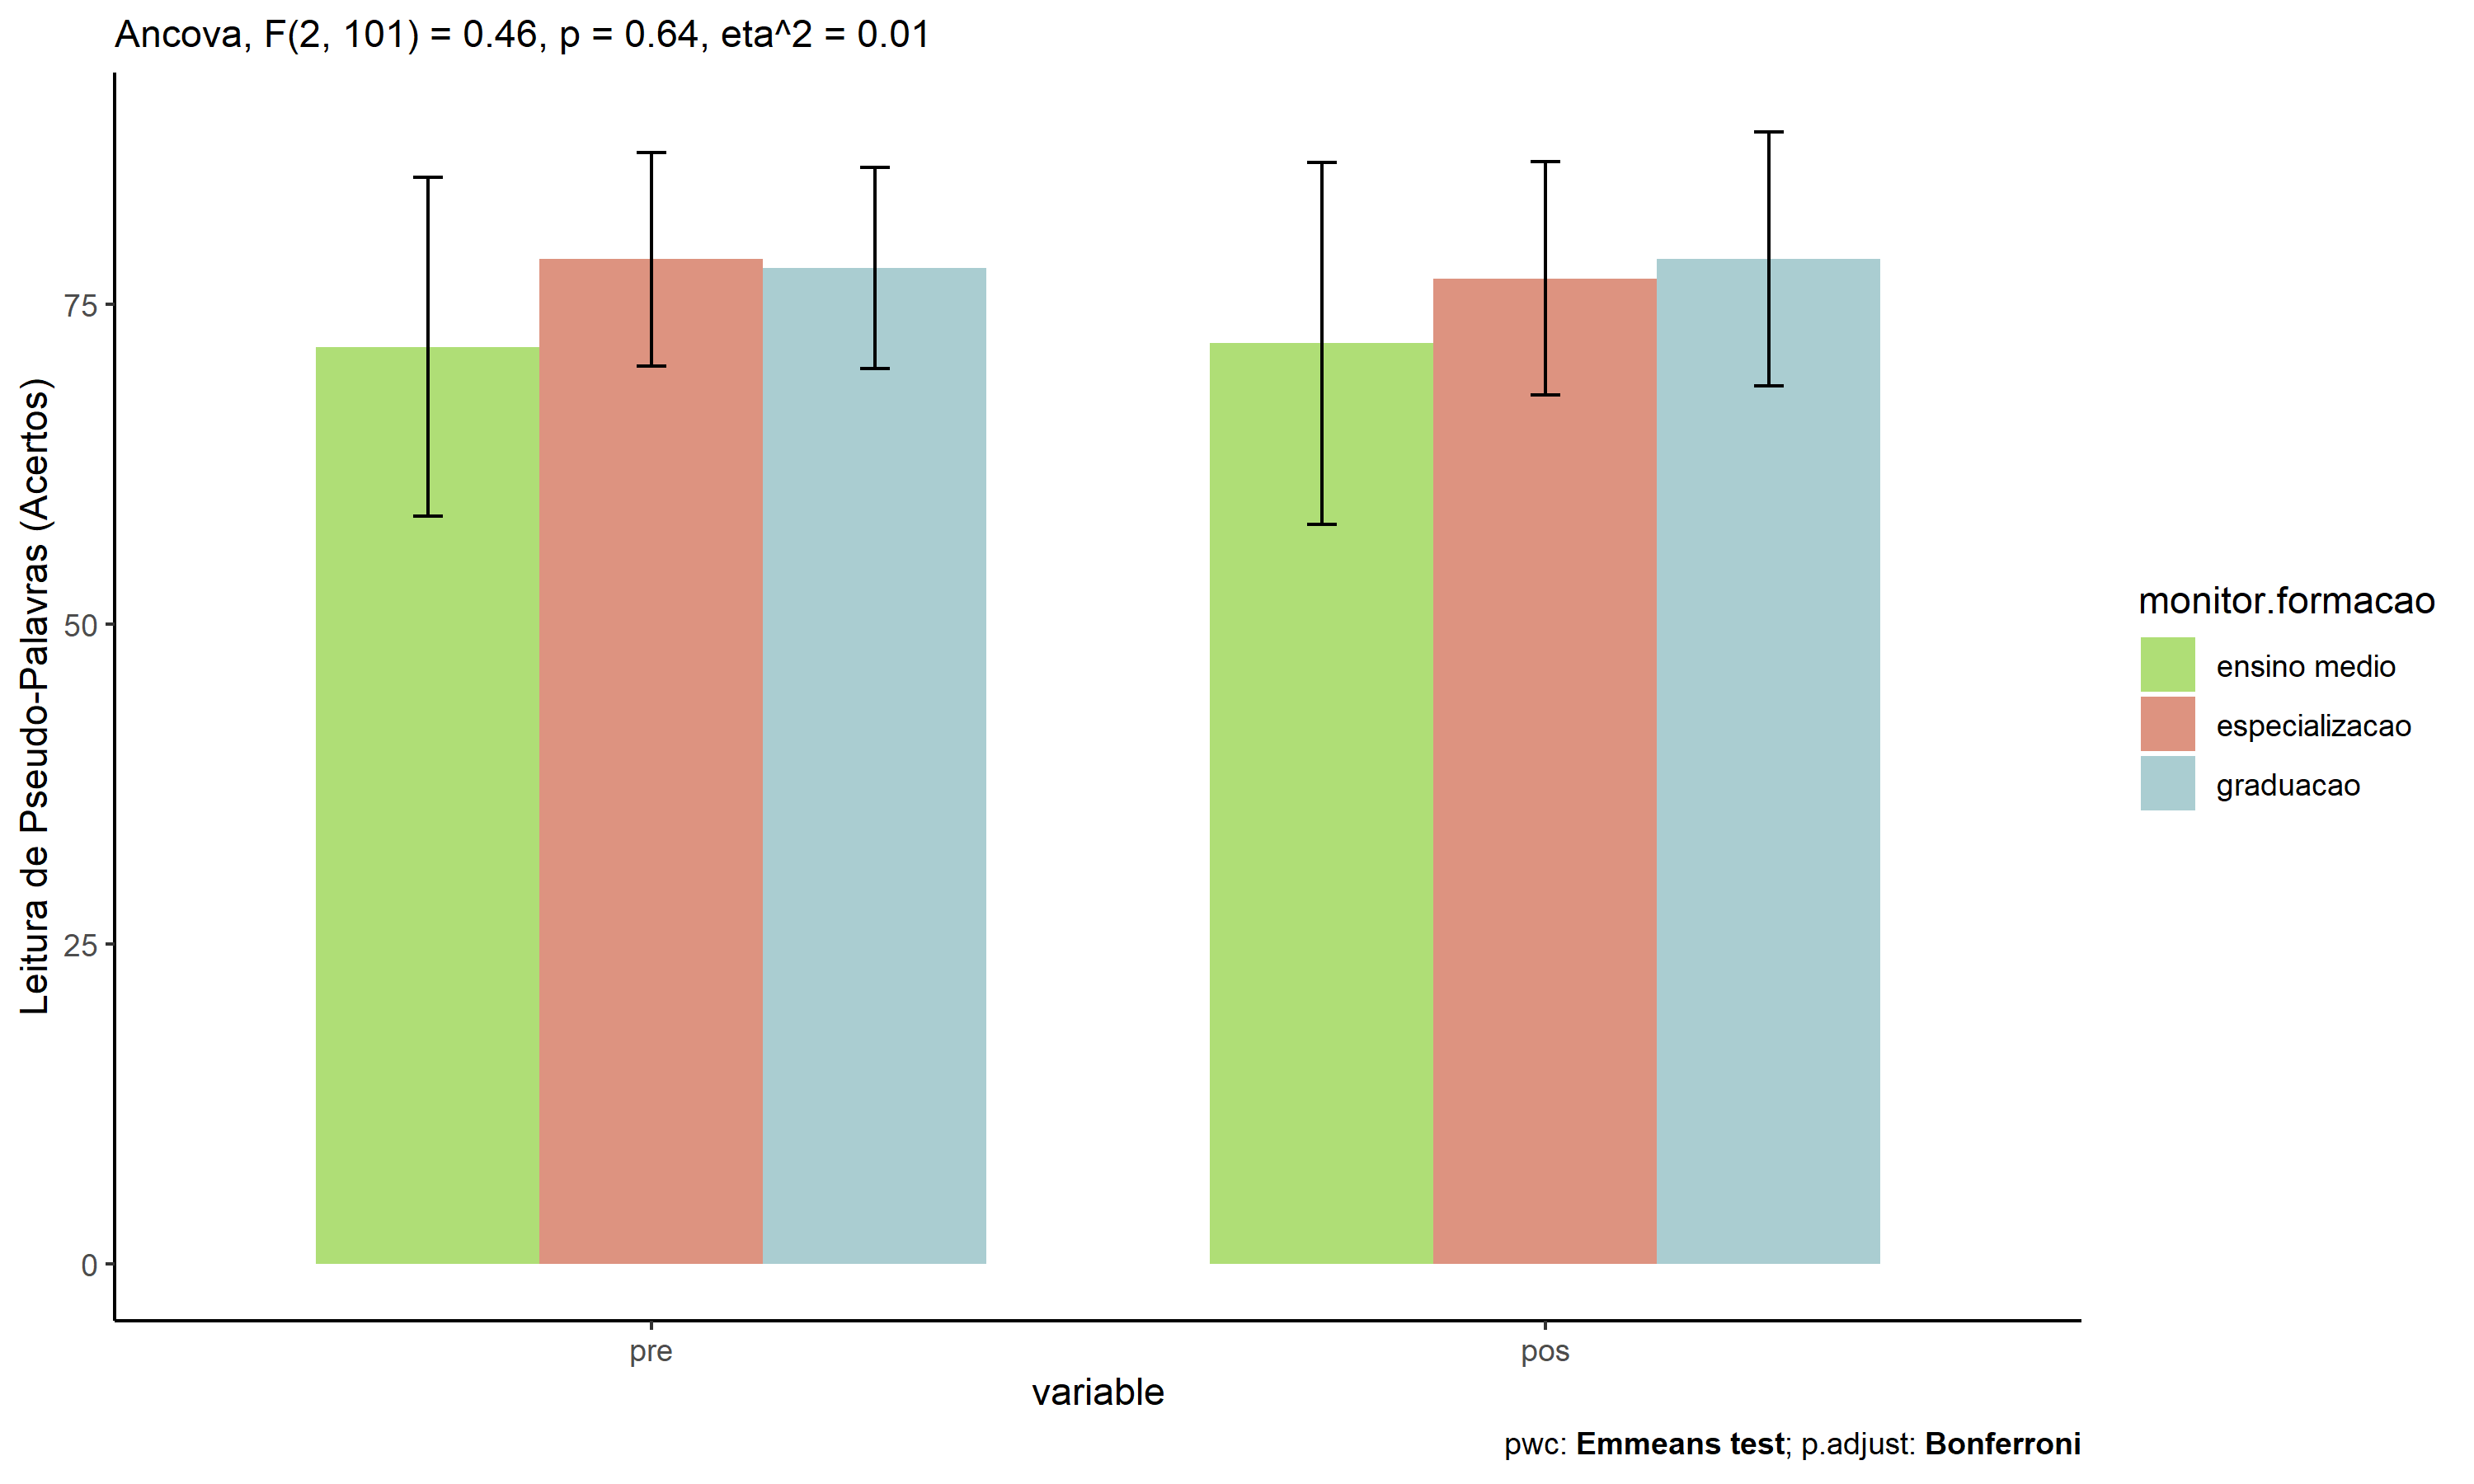 Ancova, F(2, 101) = 0.46, p = 0.64, eta^2 = 0.01
Leitura de Pseudo-Palavras (Acertos)
75
50
25
0
pre
pos
variable
monitor.formacao
ensino medio
especializacao
graduacao
pwc: Emmeans test; p.adjust: Bonferroni